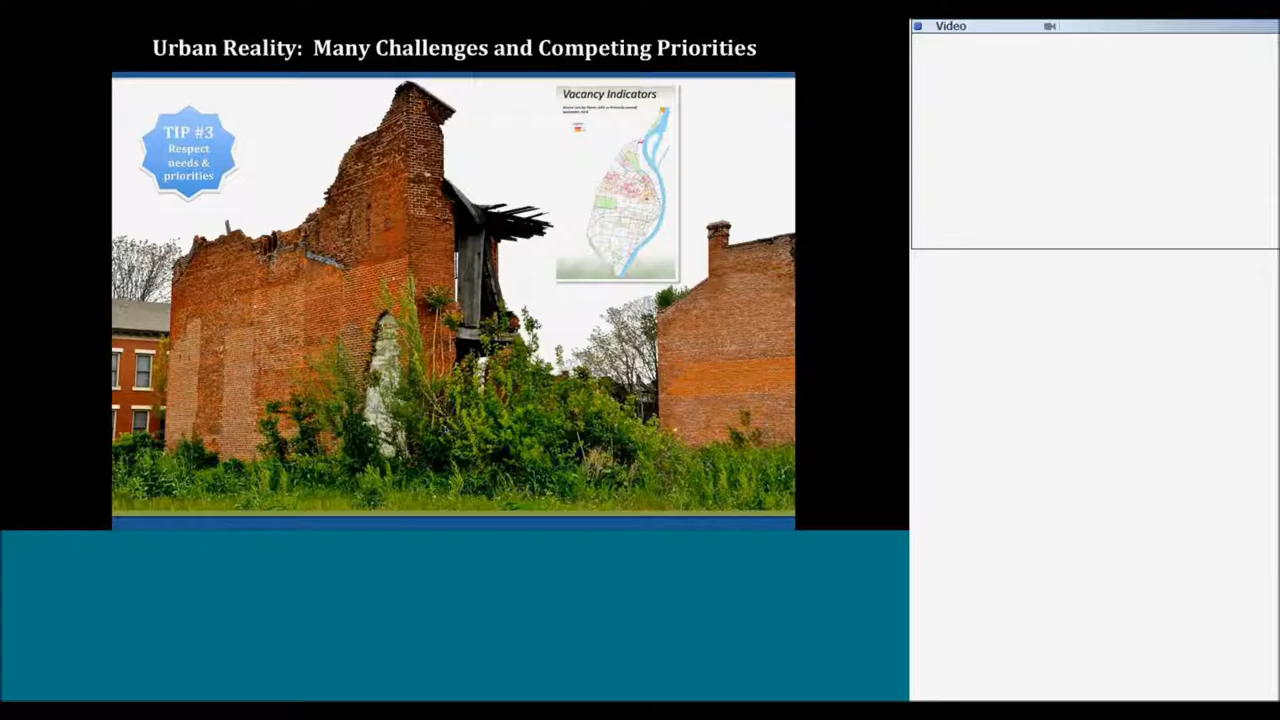 Video
Urban Reality: Many Challenges and Competing Priorities
TIP #3
Respect
needs &
priorities
Vacancy Indicators